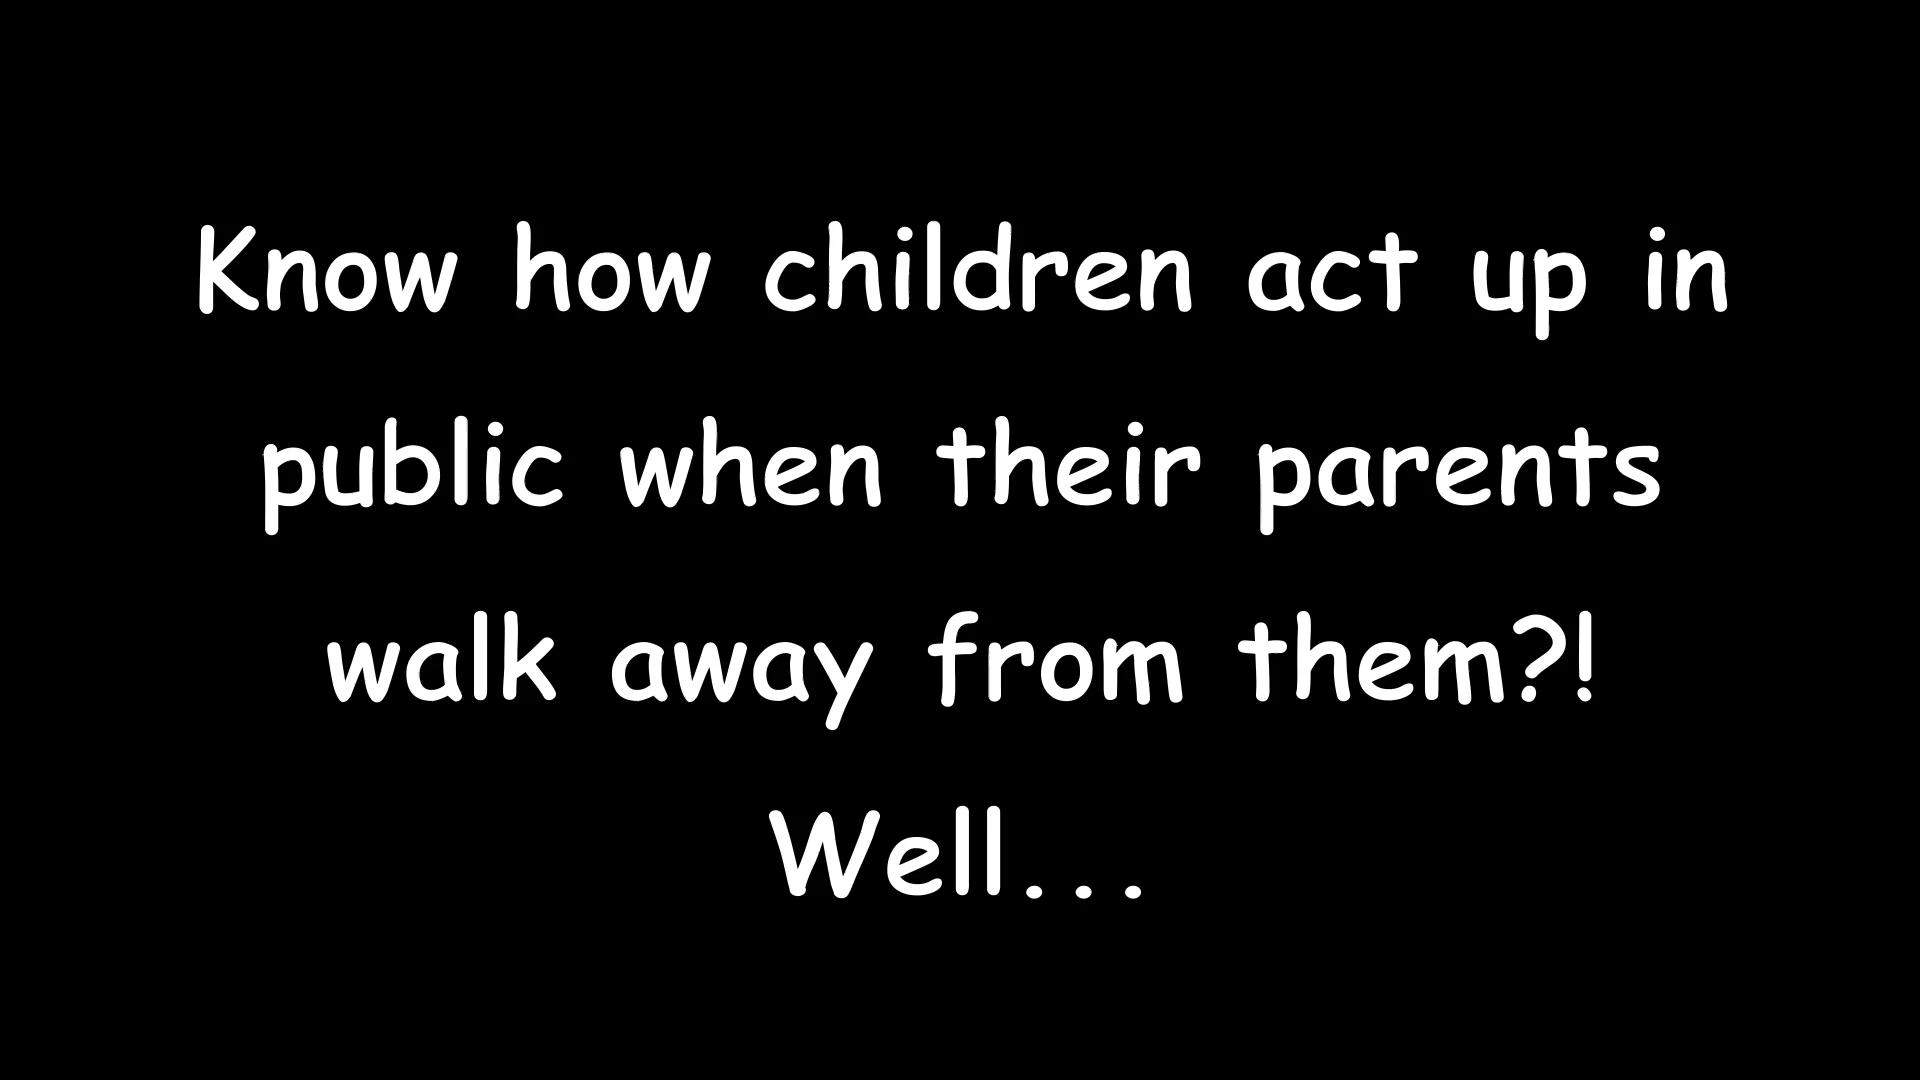 Know how children act up in
public when their parents
walk away from them?!
Well...